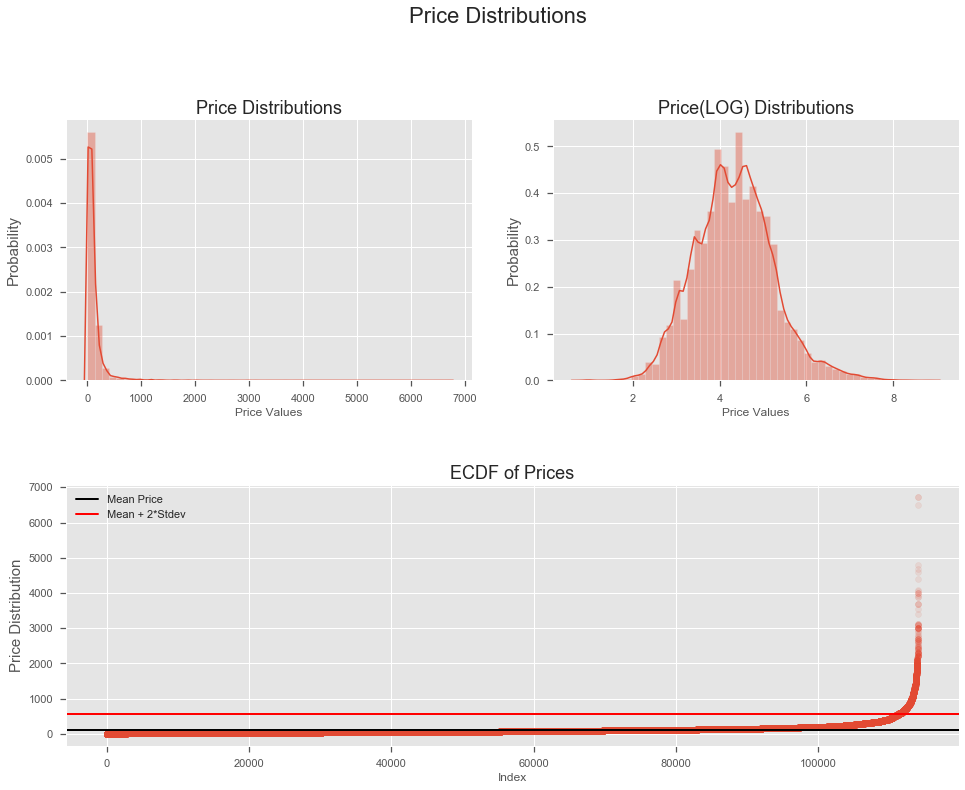 Price Distributions
Price Distributions
Probability
0.005
0.004
0.003
0.002
0.001
0.000
0 1000 2000 3000 4000 5000 6000 7000
Price Values
Price(LOG) Distributions
Probability
0.5
0.4
0.3
0.2
0.1
0.0
2 4 6 8
Price Values
ECDF of Prices
Mean Price
Mean + 2*Stdev
Price Distribution
7000
6000
5000
4000
3000
2000
1000
0
0 20000 40000 60000 80000 100000
Index